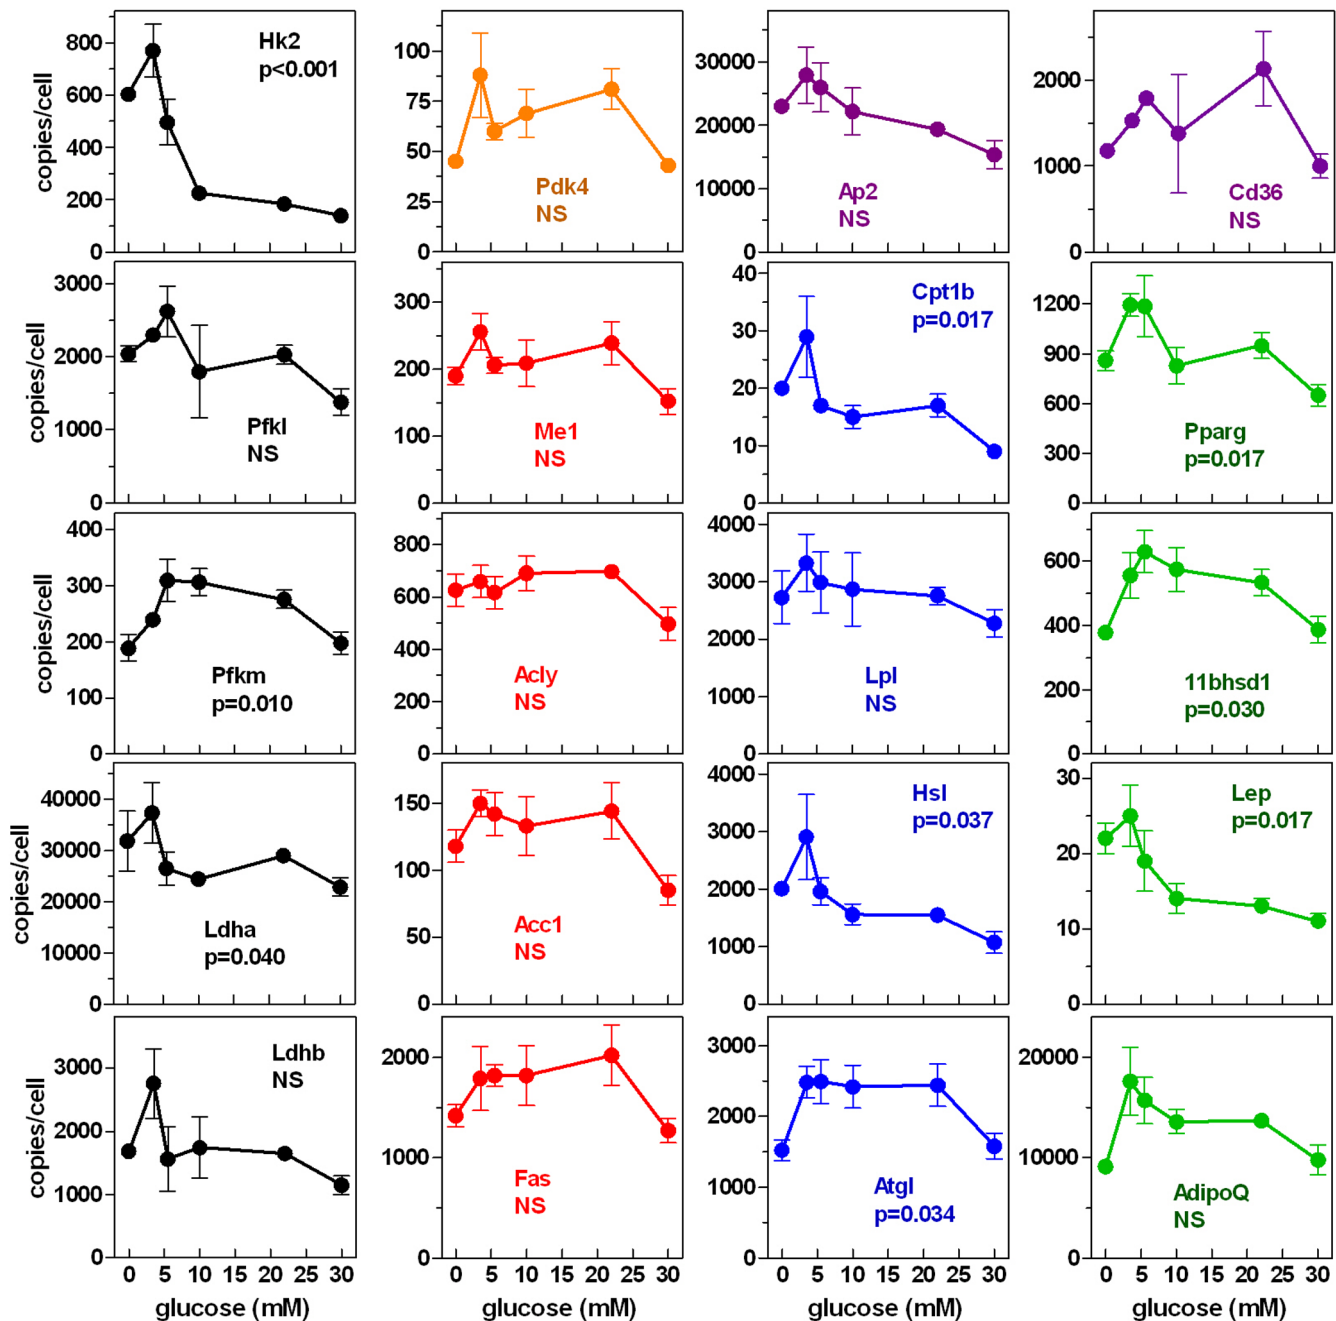 copies/cell
800
600
400
200
0
Hk2
p<0.001
100
75
50
25
0
Pdk4
NS
30000
20000
10000
0
Ap2
NS
2000
1000
0
Cd36
NS
copies/cell
3000
2000
1000
0
Pfkl
NS
300
200
100
0
Me1
NS
40
30
20
10
0
Cpt1b
p=0.017
1200
900
600
300
0
Pparg
p=0.017
copies/cell
400
300
200
100
0
Pfkm
p=0.010
800
600
400
200
0
Acly
NS
4000
3000
2000
1000
0
Lpl
NS
600
400
200
0
11bhsd1
p=0.030
copies/cell
40000
30000
20000
10000
0
Ldha
p=0.040
150
100
50
0
Acc1
NS
4000
3000
2000
1000
0
Hsl
p=0.037
30
20
10
0
Lep
p=0.017
copies/cell
3000
2000
1000
0
Ldhb
NS
2000
1000
0
Fas
NS
3000
2000
1000
0
Atgl
p=0.034
20000
10000
0
AdipoQ
NS
0 5 10 15 20 25 30
0 5 10 15 20 25 30
0 5 10 15 20 25 30
0 5 10 15 20 25 30
glucose (mM)
glucose (mM)
glucose (mM)
glucose (mM)